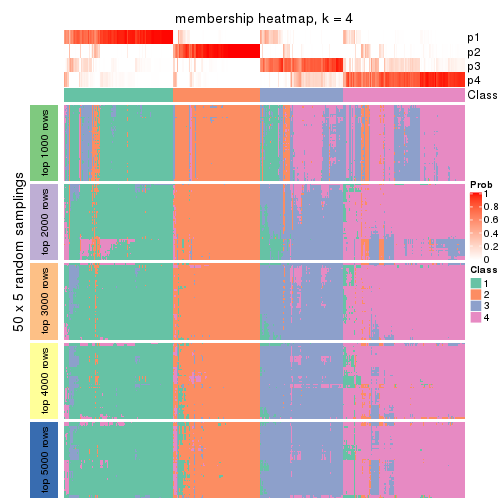 membership heatmap, k = 4
p1
p2
p3
p4
Class
50 x 5 random samplings
top 1000 rows
top 2000 rows
top 3000 rows
top 4000 rows
top 5000 rows
Prob
1
0.8
0.6
0.4
0.2
0
Class
1
2
3
4